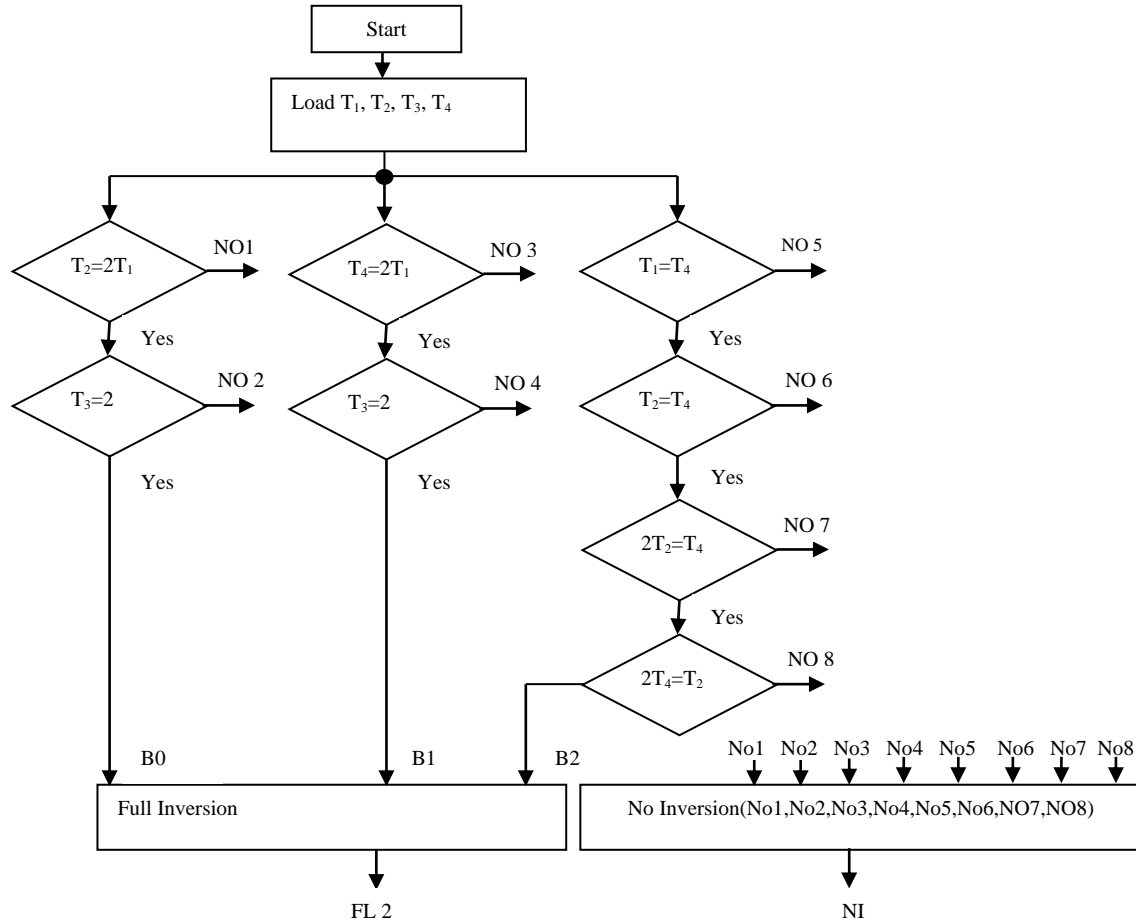 Start
Load T₁, T₂, T₃, T₄
T₂=2T₁
NO1
T₄=2T₁
NO 3
T₁=T₄
NO 5
Yes
Yes
Yes
T₃=2
NO 2
T₃=2
NO 4
T₂=T₄
NO 6
Yes
Yes
Yes
2T₂=T₄
NO 7
Yes
2T₄=T₂
NO 8
B0
B1
B2
No1
No2
No3
No4
No5
No6
No7
No8
Full Inversion
No Inversion(No1,No2,No3,No4,No5,No6,NO7,NO8)
FL 2
NI